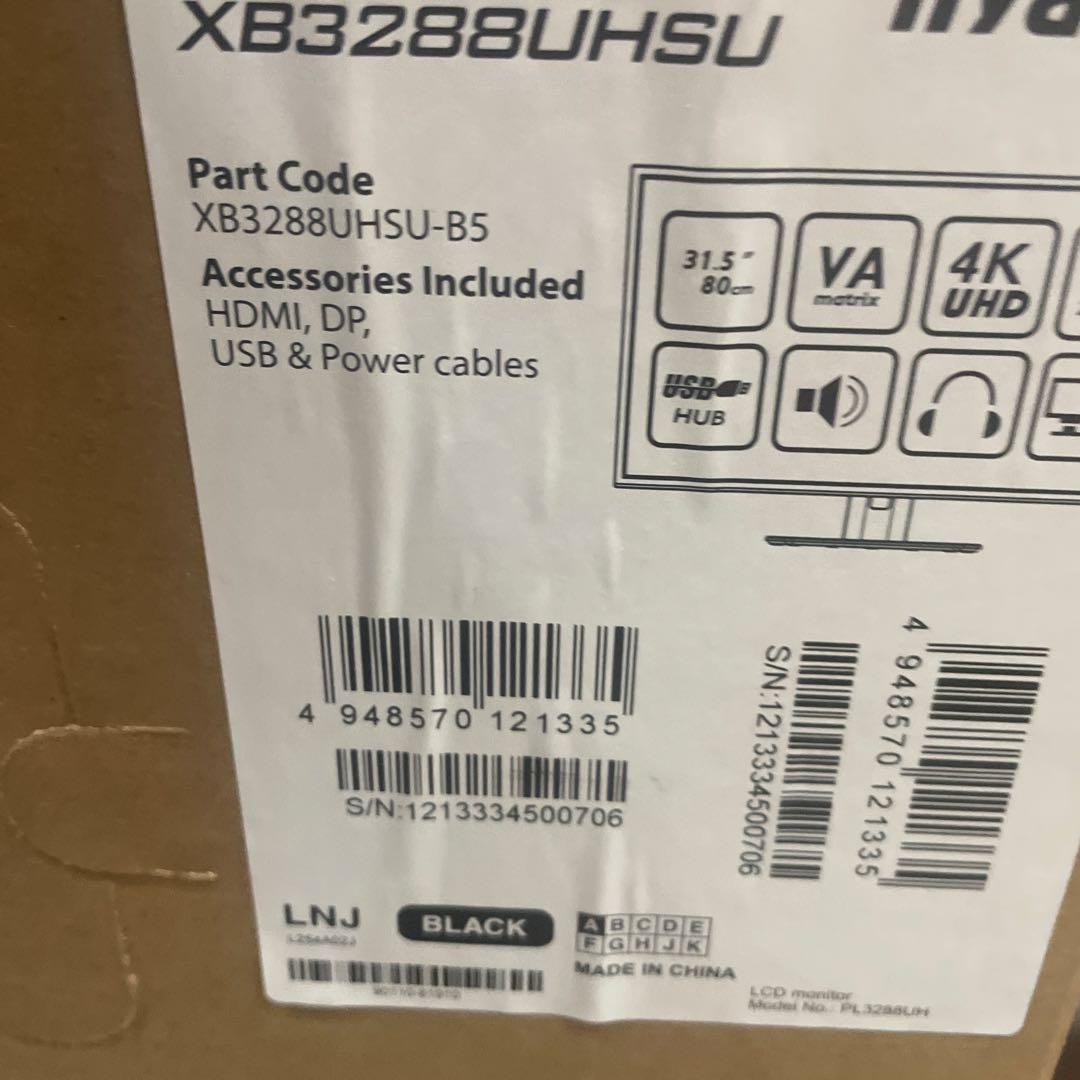 XB3288UHSU
Part Code
XB3288UHSU-B5
Accessories Included
HDMI, DP,
USB & Power cables
31.5"
80cm
VA
matrix
4K
UHD
USB
HUB
4 948570 121335
S/N:1213334500706
S/N:1213334500706
4 948570 121335
LNJ
BLACK
A B C D E
F G H J K
MADE IN CHINA
LCD monitor
Model No.: PL3288UH